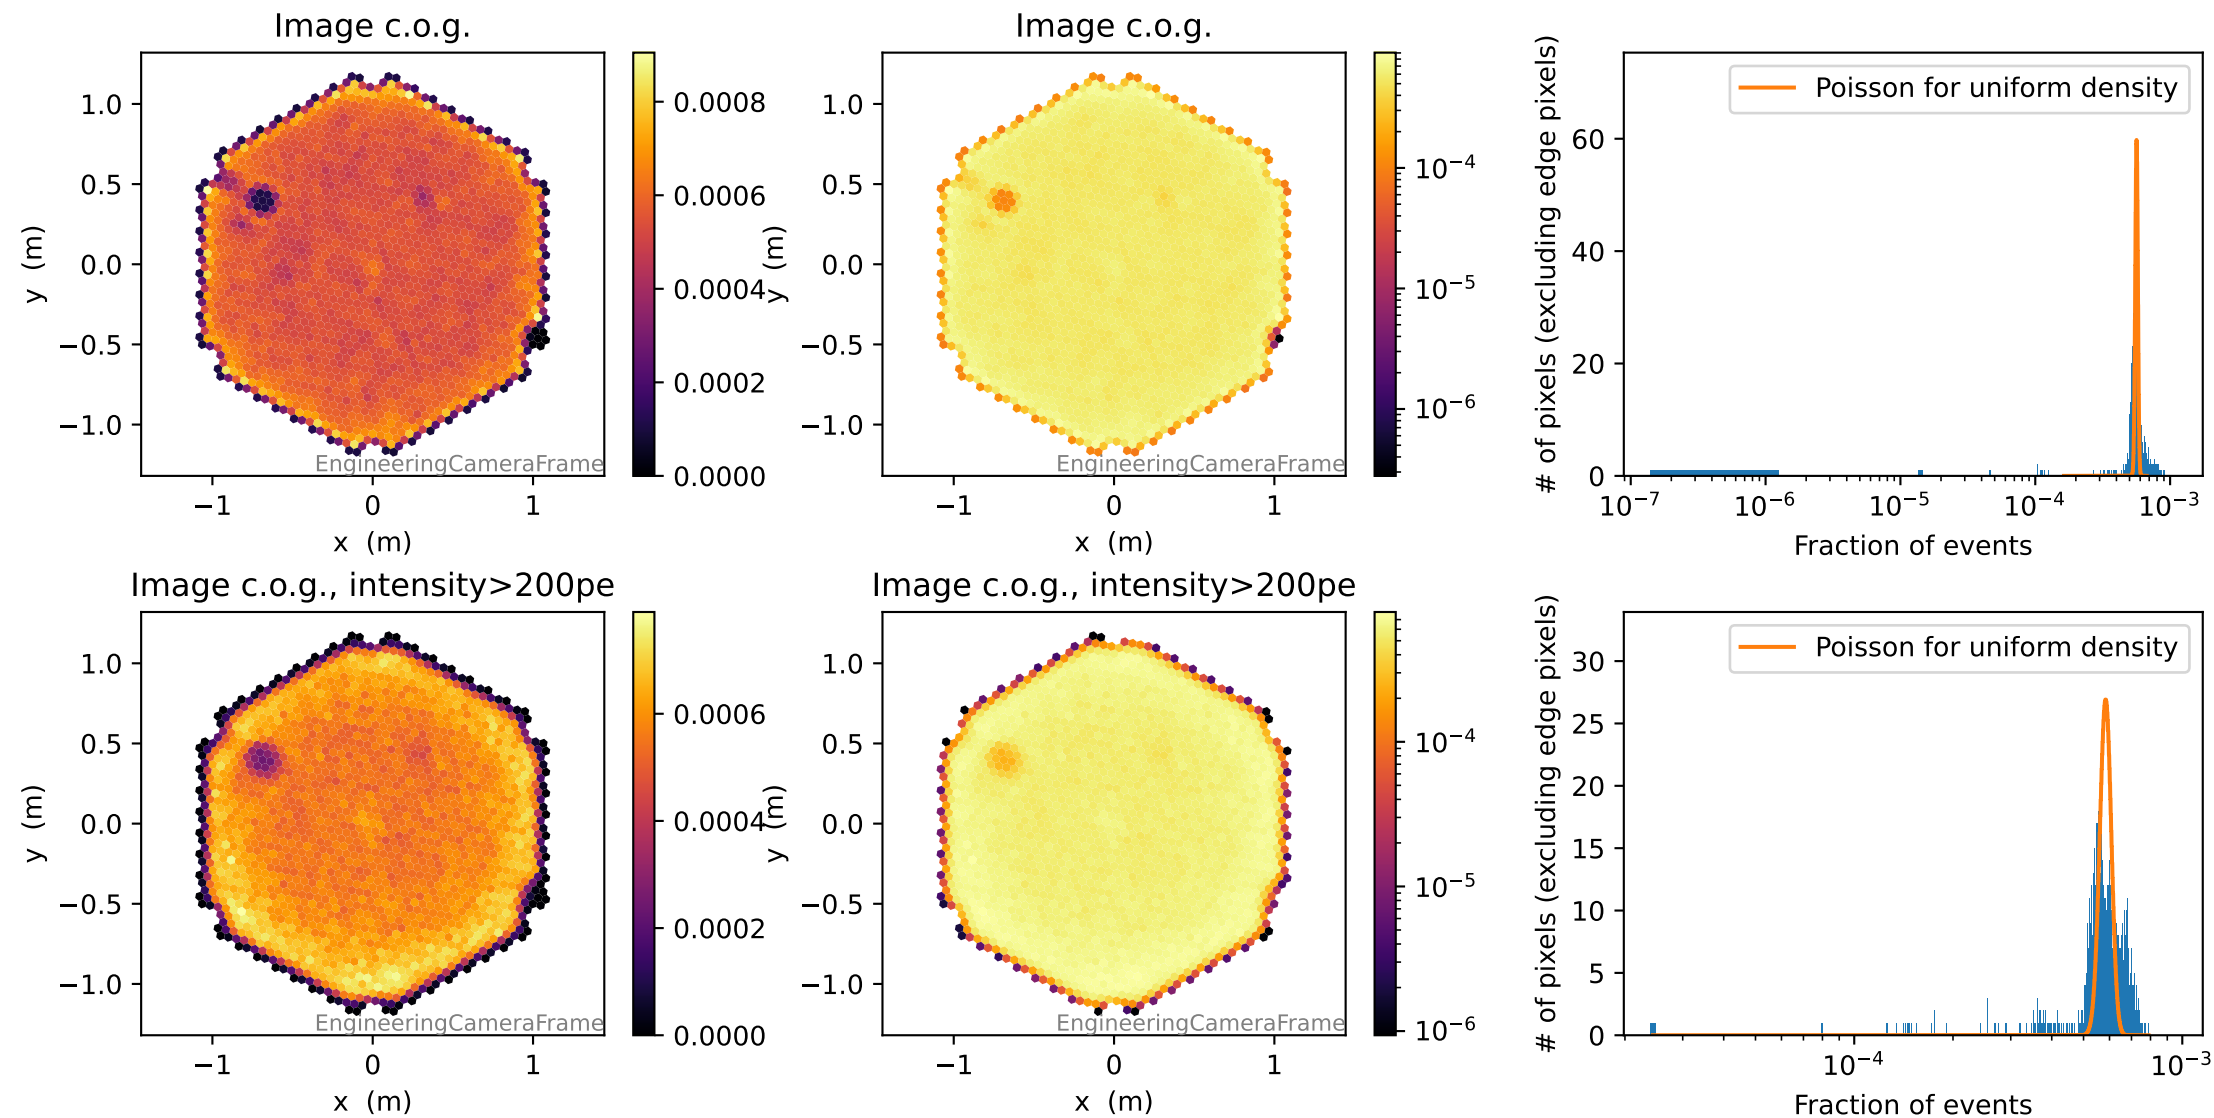 Image c.o.g.
1.0
0.5
0.0
−0.5
−1.0
y (m)
−1
0
1
x (m)
EngineeringCameraFrame
0.0008
0.0006
0.0004
0.0002
0.0000
Image c.o.g.
1.0
0.5
0.0
−0.5
−1.0
y (m)
−1
0
1
x (m)
EngineeringCameraFrame
10⁻⁴
10⁻⁵
10⁻⁶
# of pixels (excluding edge pixels)
60
40
20
0
Poisson for uniform density
10⁻⁷
10⁻⁶
10⁻⁵
10⁻⁴
10⁻³
Fraction of events
Image c.o.g., intensity>200pe
1.0
0.5
0.0
−0.5
−1.0
y (m)
−1
0
1
x (m)
EngineeringCameraFrame
0.0006
0.0004
0.0002
0.0000
Image c.o.g., intensity>200pe
1.0
0.5
0.0
−0.5
−1.0
y (m)
−1
0
1
x (m)
EngineeringCameraFrame
10⁻⁴
10⁻⁵
10⁻⁶
# of pixels (excluding edge pixels)
30
25
20
15
10
5
0
Poisson for uniform density
10⁻⁴
10⁻³
Fraction of events